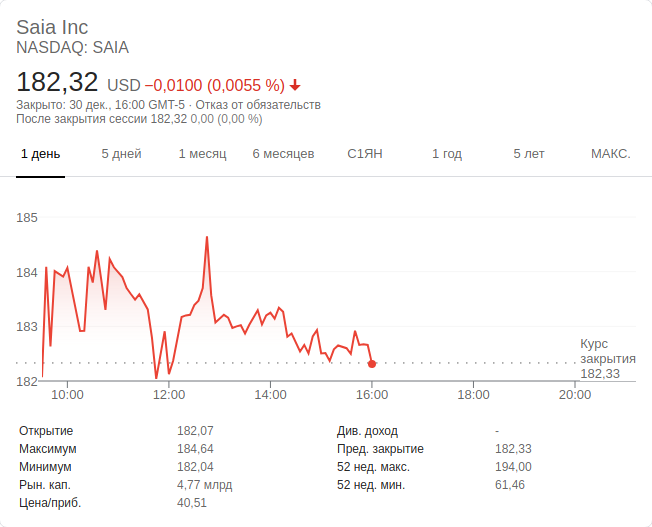 Saia Inc
NASDAQ: SAIA
182,32 USD −0,0100 (0,0055 %)
Закрыто: 30 дек., 16:00 GMT-5 · Отказ от обязательств
После закрытия сессии 182,32 0,00 (0,00 %)
1 день 5 дней 1 месяц 6 месяцев С1ЯН 1 год 5 лет МАКС.
185
184
183
182
Курс
закрытия
182,33
10:00 12:00 14:00 16:00 18:00 20:00
Открытие 182,07 Див. доход -
Максимум 184,64 Пред. закрытие 182,33
Минимум 182,04 52 нед. макс. 194,00
Рын. кап. 4,77 млрд 52 нед. мин. 61,46
Цена/приб. 40,51